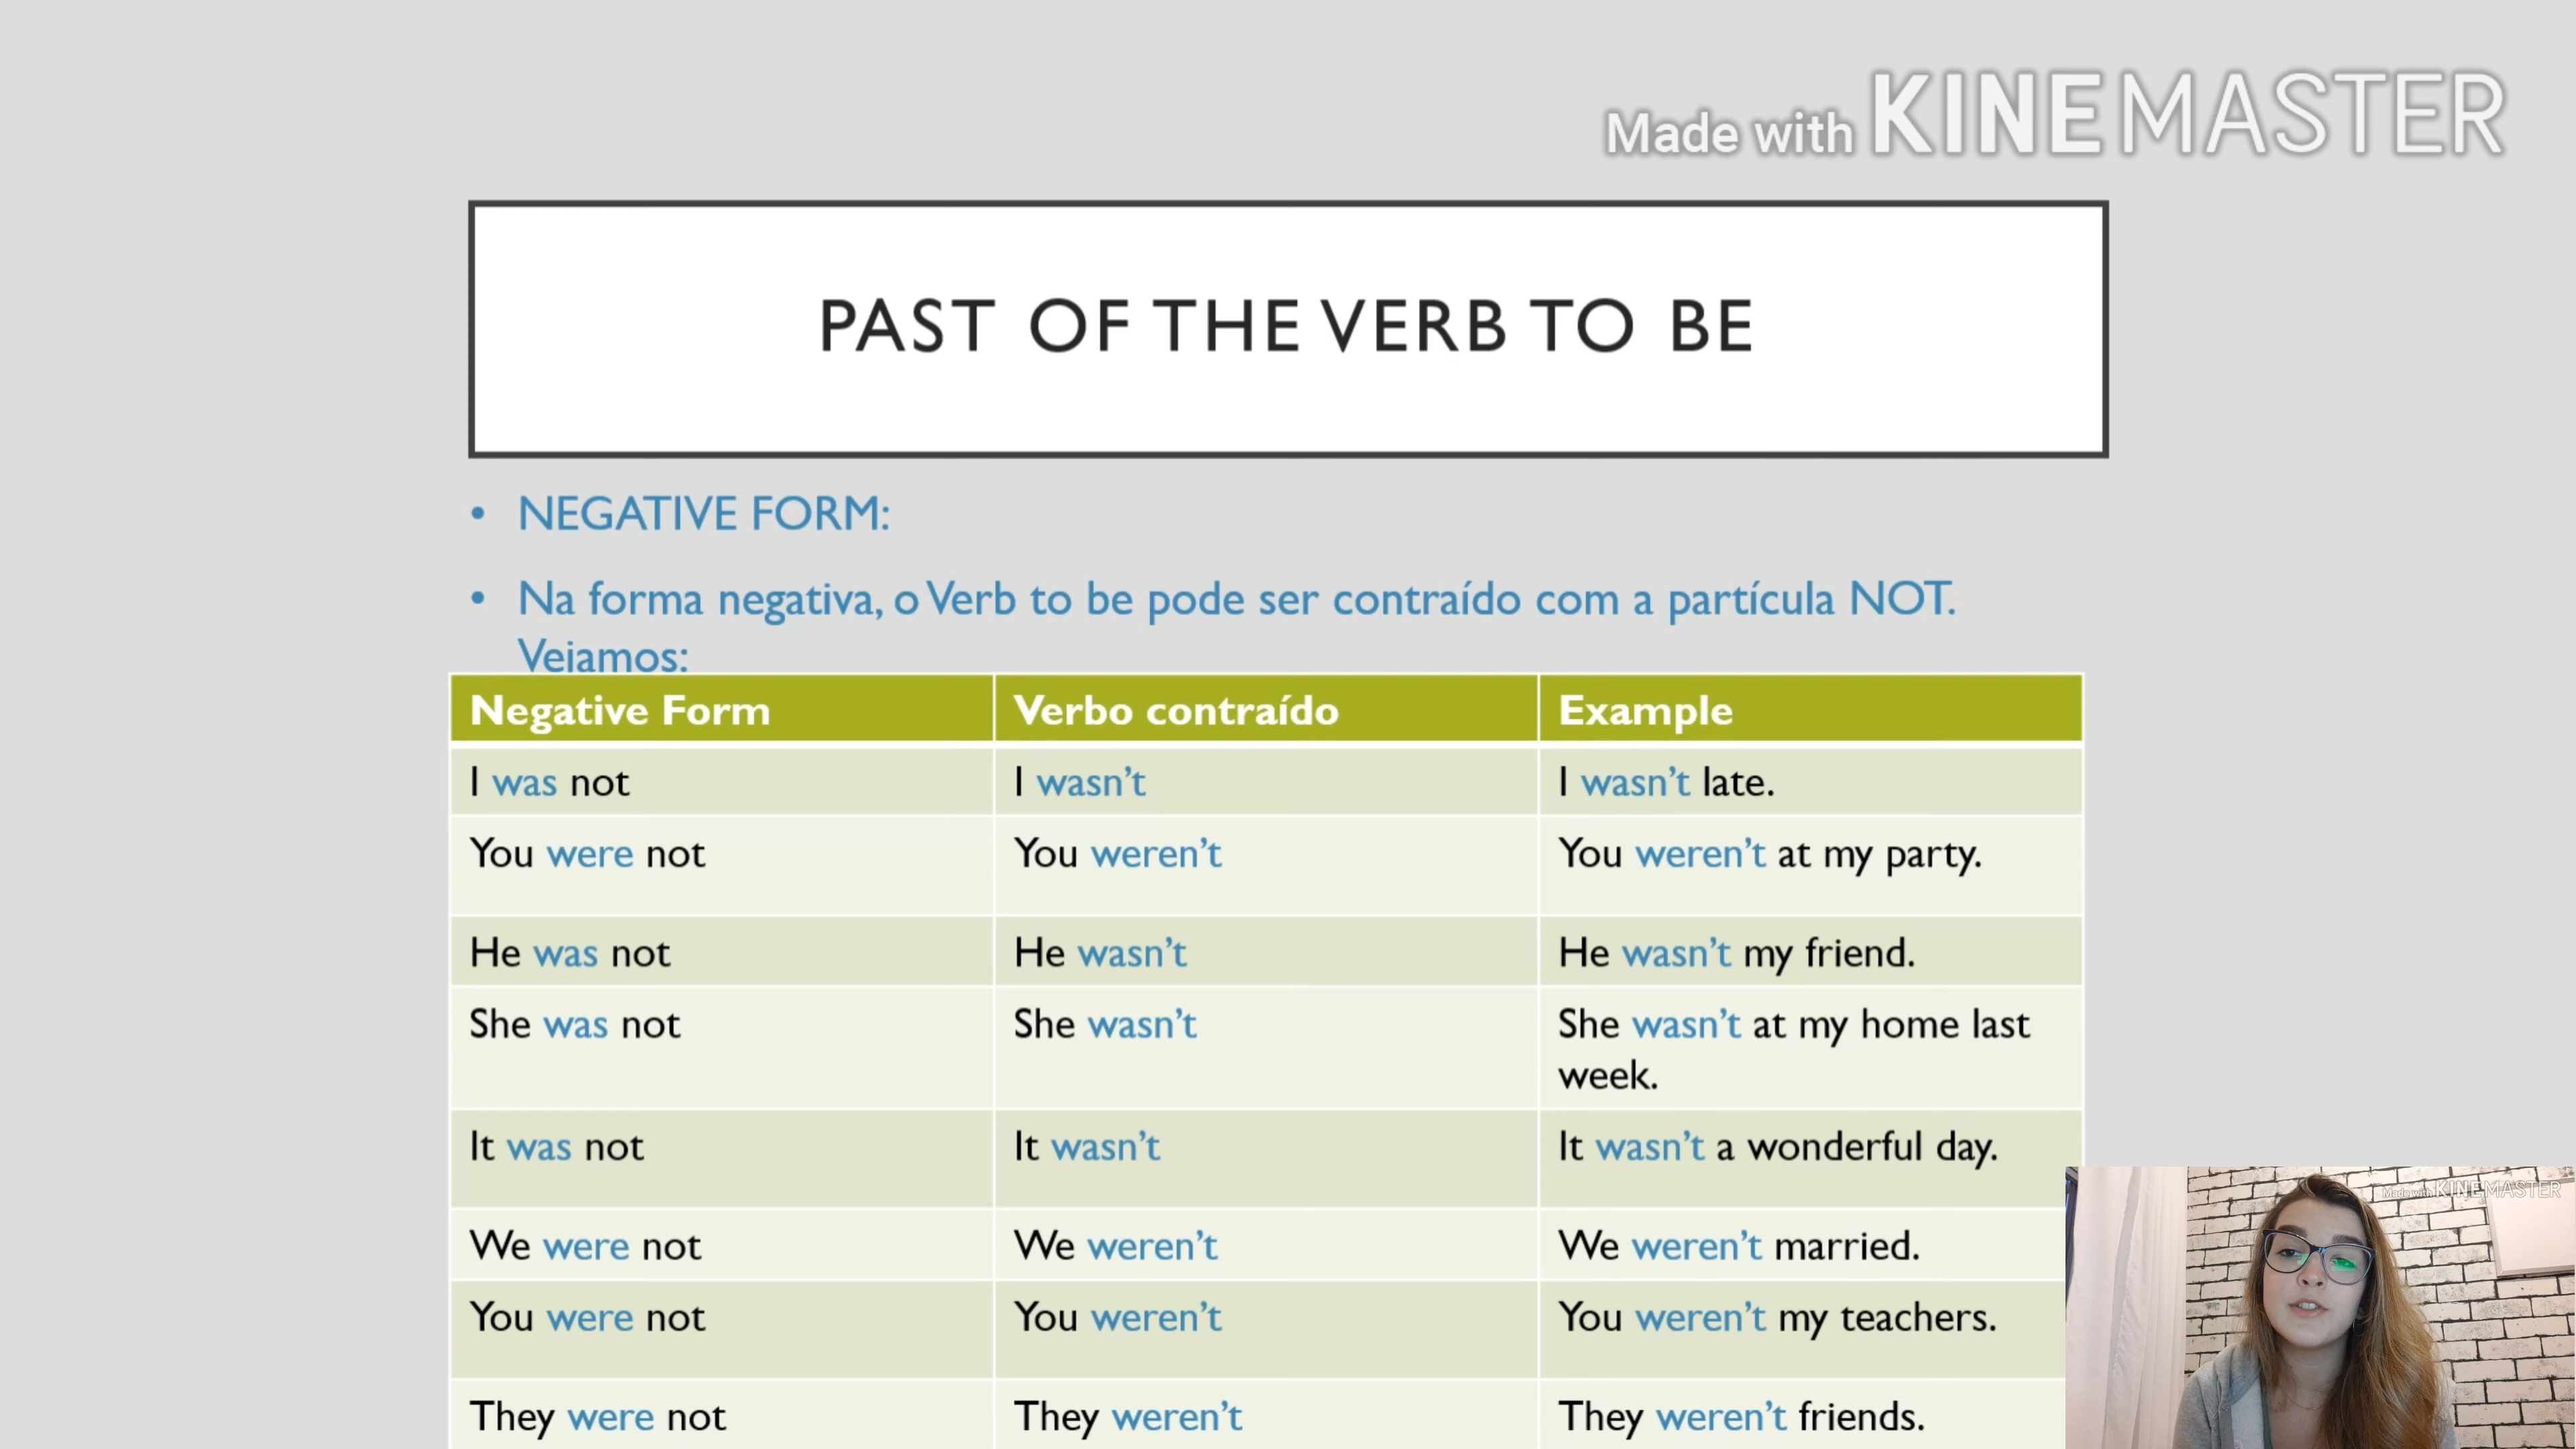 Made with KINEMASTER
PAST OF THE VERB TO BE
• NEGATIVE FORM:
• Na forma negativa, o Verb to be pode ser contraído com a partícula NOT.
Vejamos:
Negative Form Verbo contraído Example
I was not I wasn't I wasn't late.
You were not You weren't You weren't at my party.
He was not He wasn't He wasn't my friend.
She was not She wasn't She wasn't at my home last
week.
It was not It wasn't It wasn't a wonderful day.
Made with KINEMASTER
We were not We weren't We weren't married.
You were not You weren't You weren't my teachers.
They were not They weren't They weren't friends.